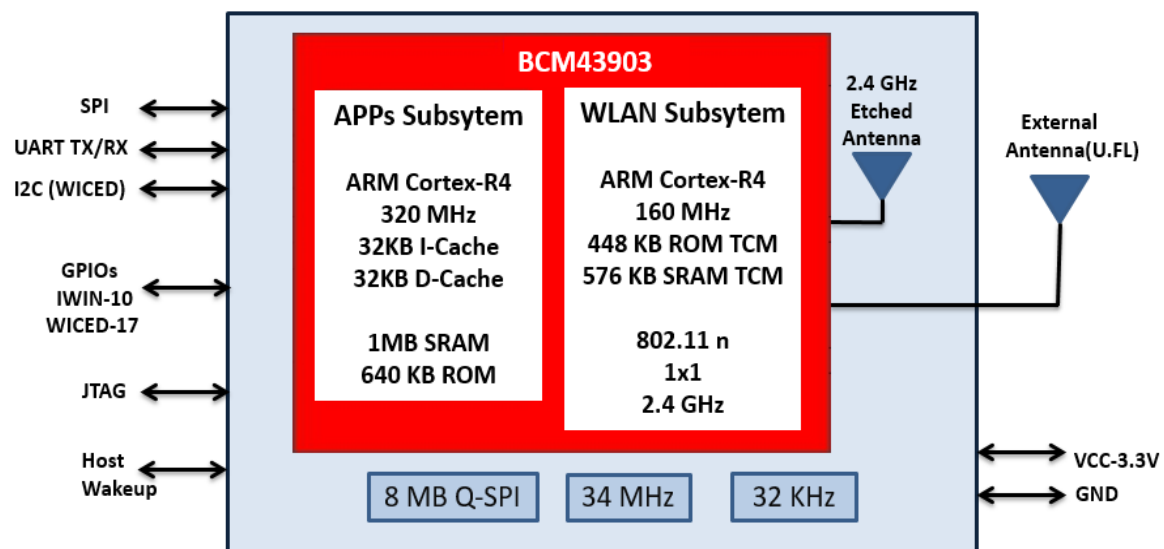 BCM43903
APPs Subsytem
ARM Cortex-R4
320 MHz
32KB I-Cache
32KB D-Cache
1MB SRAM
640 KB ROM
WLAN Subsytem
ARM Cortex-R4
160 MHz
448 KB ROM TCM
576 KB SRAM TCM
802.11 n
1x1
2.4 GHz
SPI
UART TX/RX
I2C (WICED)
GPIOs
IWIN-10
WICED-17
JTAG
Host
Wakeup
2.4 GHz
Etched
Antenna
External
Antenna(U.FL)
VCC-3.3V
GND
8 MB Q-SPI
34 MHz
32 KHz